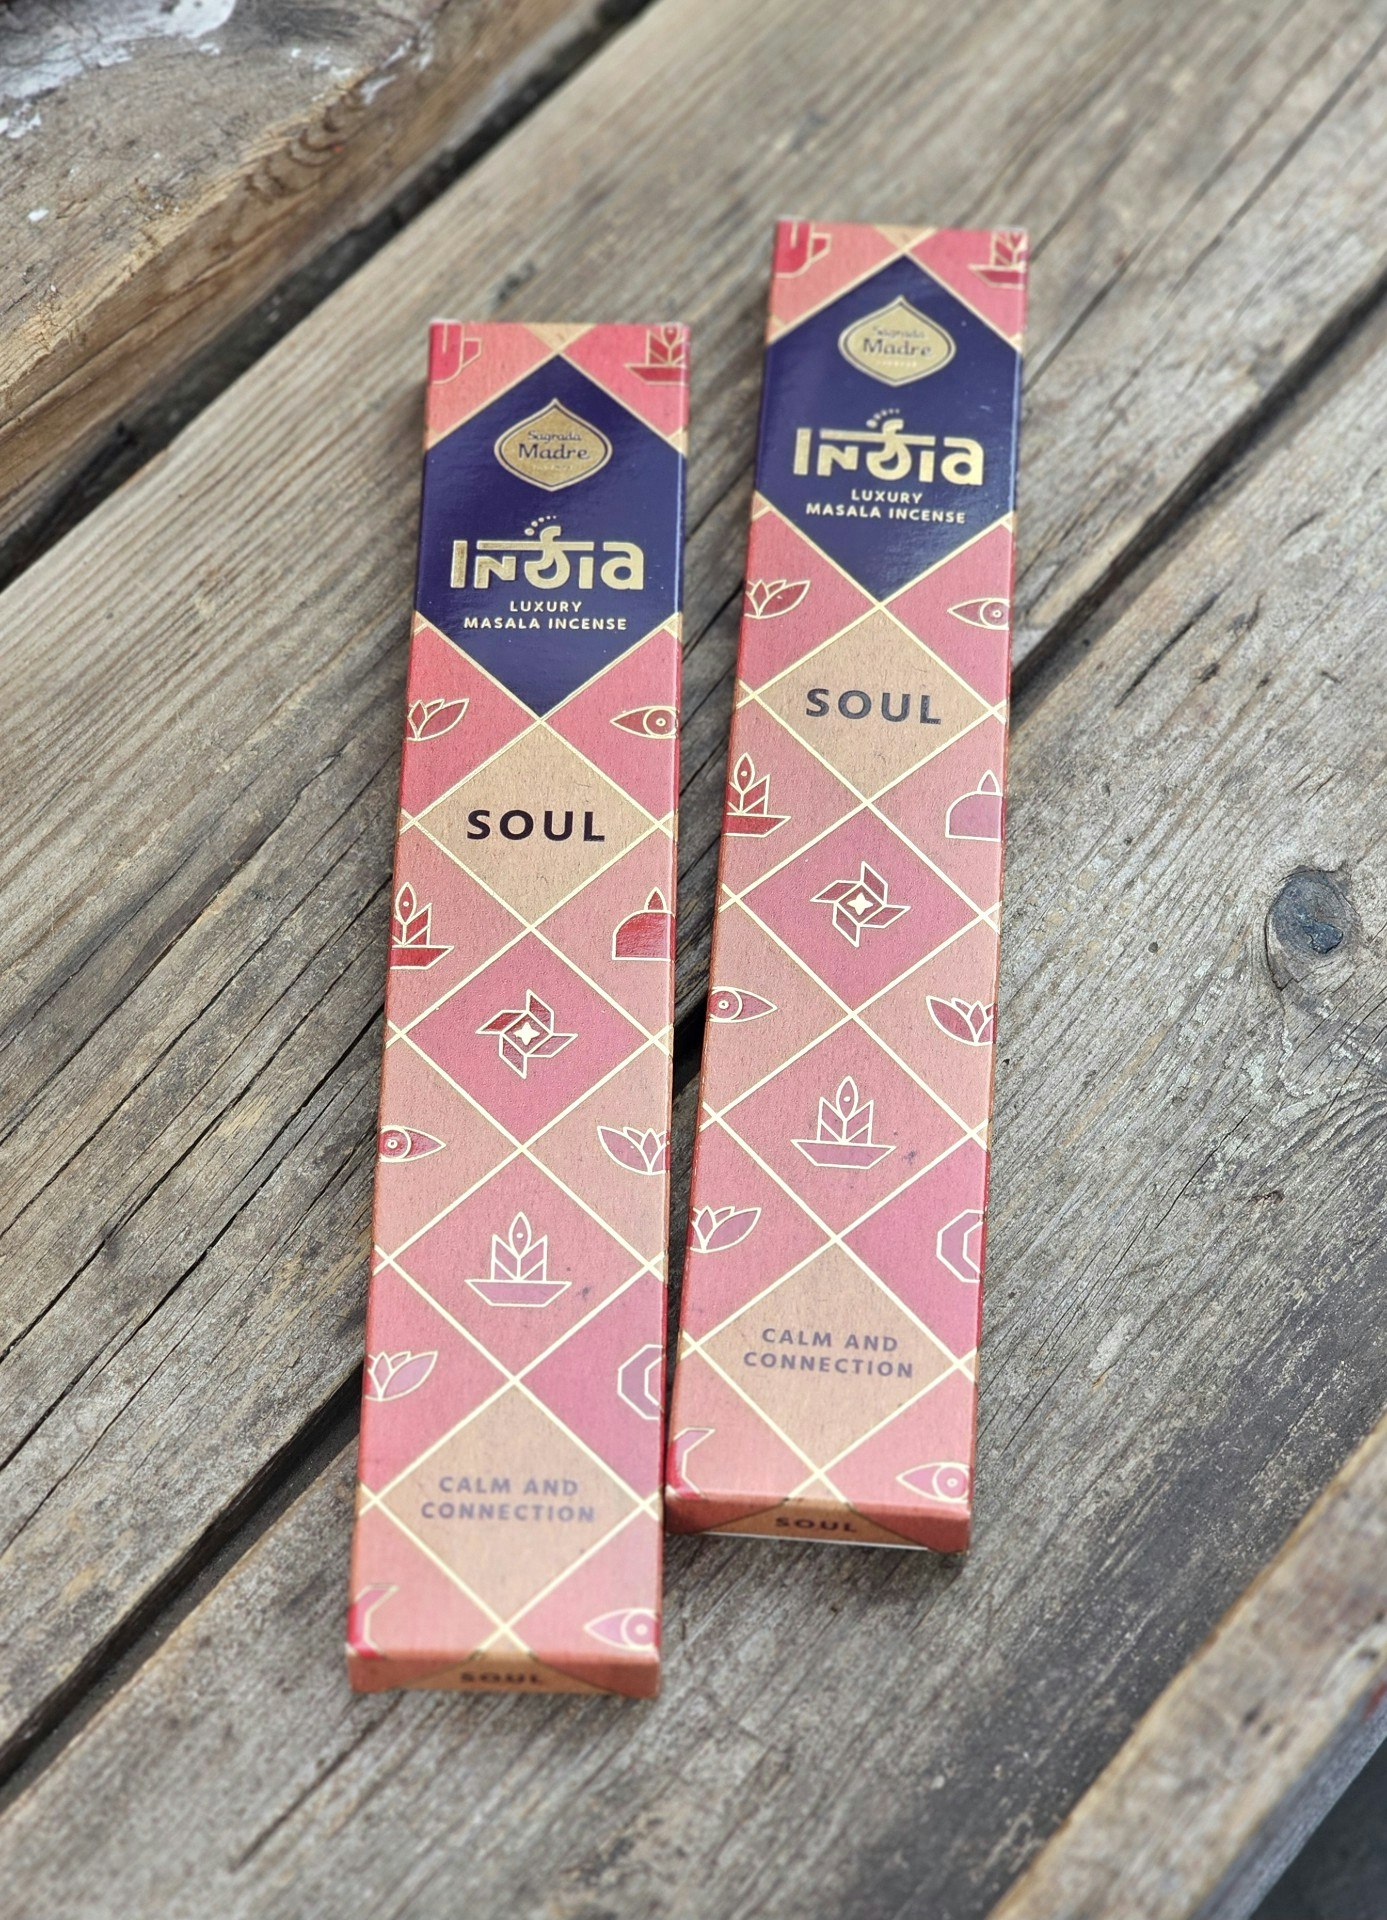 Sagrada
Madre
India
LUXURY
MASALA INCENSE
SOUL
CALM AND
CONNECTION
SOUL
Sagrada
Madre
India
LUXURY
MASALA INCENSE
SOUL
CALM AND
CONNECTION
SOUL